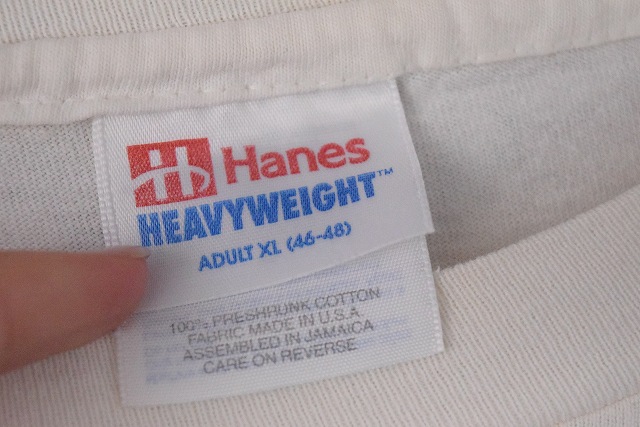 H Hanes
HEAVYWEIGHT™
ADULT XL (46-48)
100% PRESHRUNK COTTON
FABRIC MADE IN U.S.A
ASSEMBLED IN JAMAICA
CARE ON REVERSE